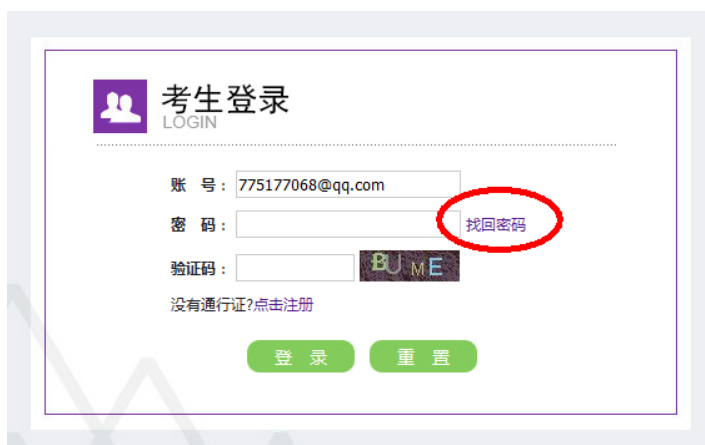 考生登录
LOGIN
账 号： 775177068@qq.com
密 码： 找回密码
验证码： BUME
没有通行证?点击注册
登 录 重 置